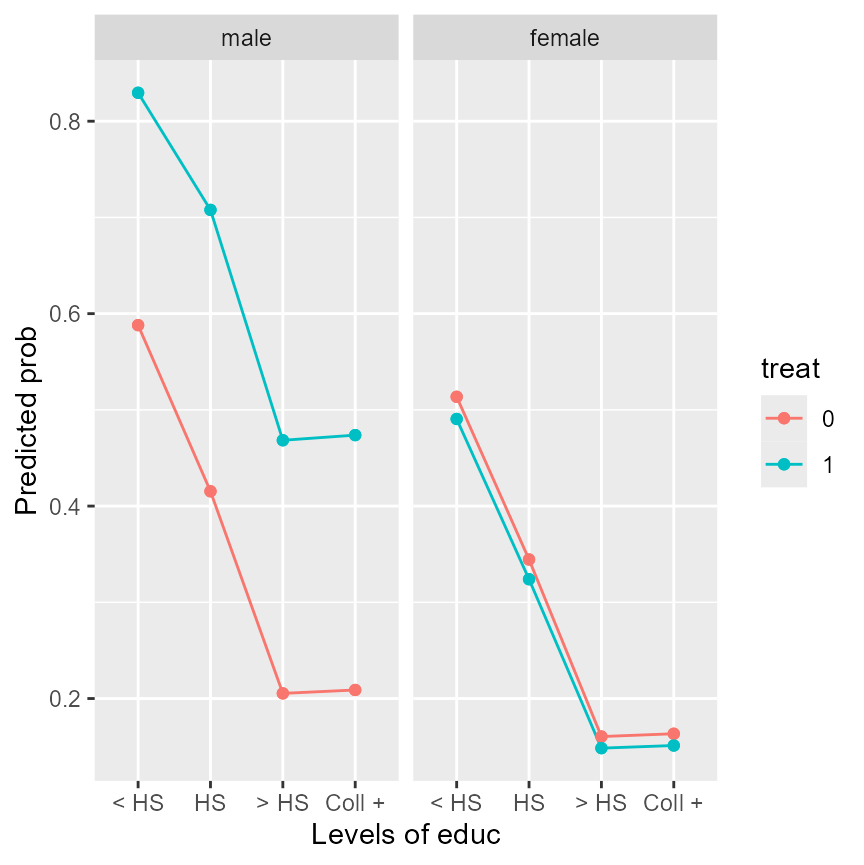 male female
0.8
0.6
0.4
0.2
Predicted prob
< HS HS > HS Coll + < HS HS > HS Coll +
Levels of educ
treat
0
1